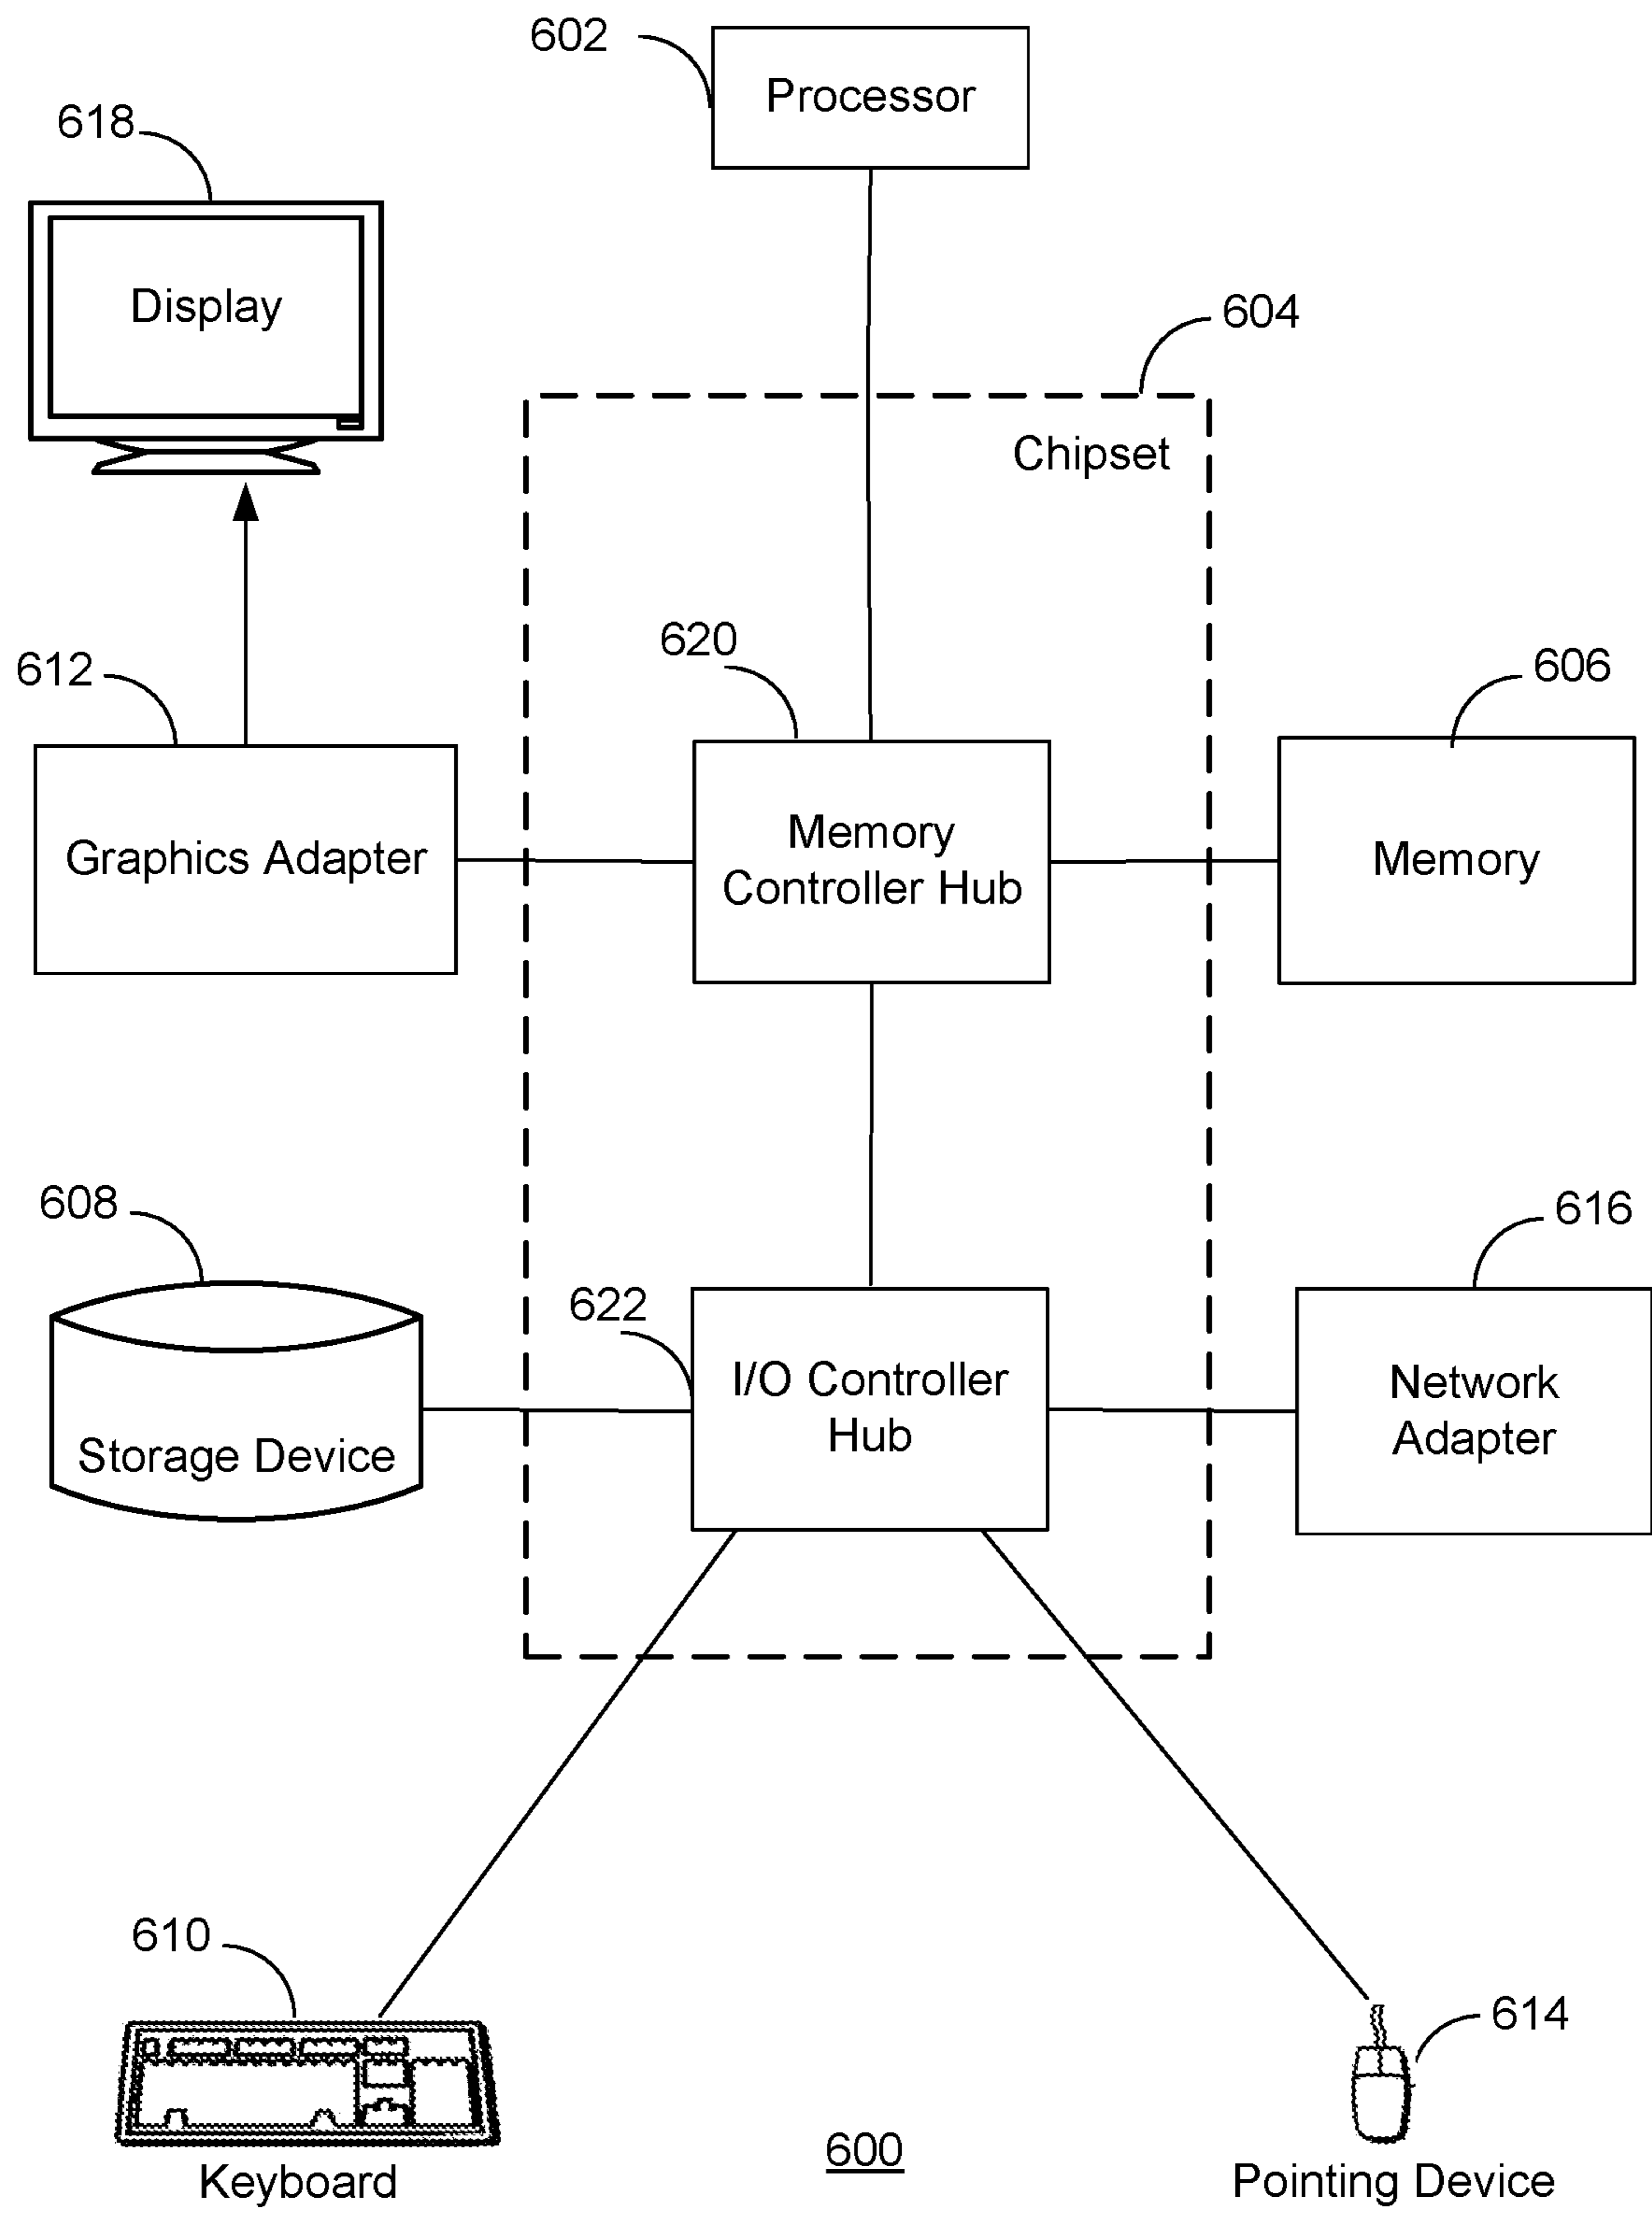 602
Processor
618
Display
604
Chipset
620
612
606
Memory
Controller Hub
Graphics Adapter
Memory
608
616
622
I/O Controller
Hub
Storage Device
Network
Adapter
610
614
Keyboard
600
Pointing Device